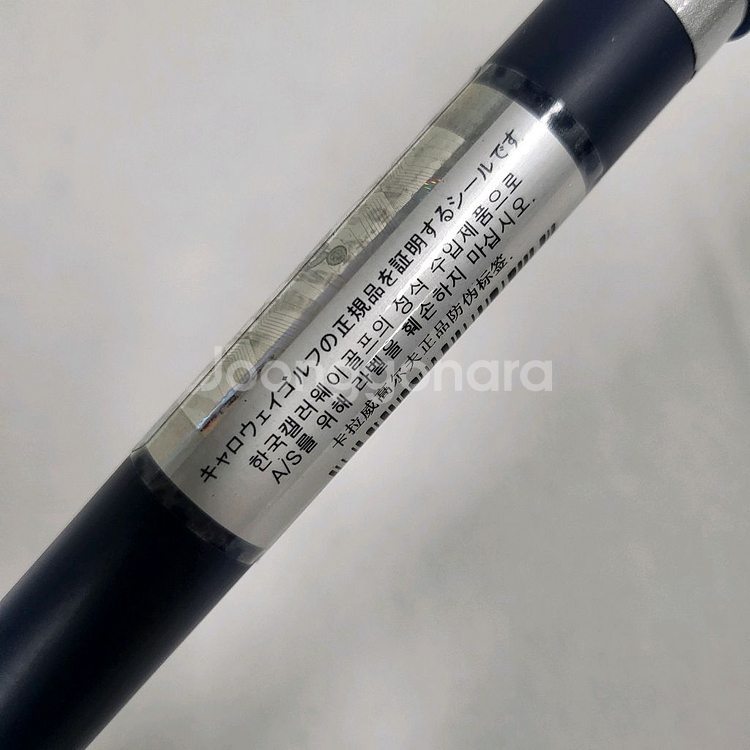 キャロウェイゴルフの正規品を証明するシールです
한국캘러웨이골프의 정식 수입제품으로
A/S를 위해 라벨을 훼손하지 마십시오.
卡拉威高尔夫正品防伪标签.
Joonggonara